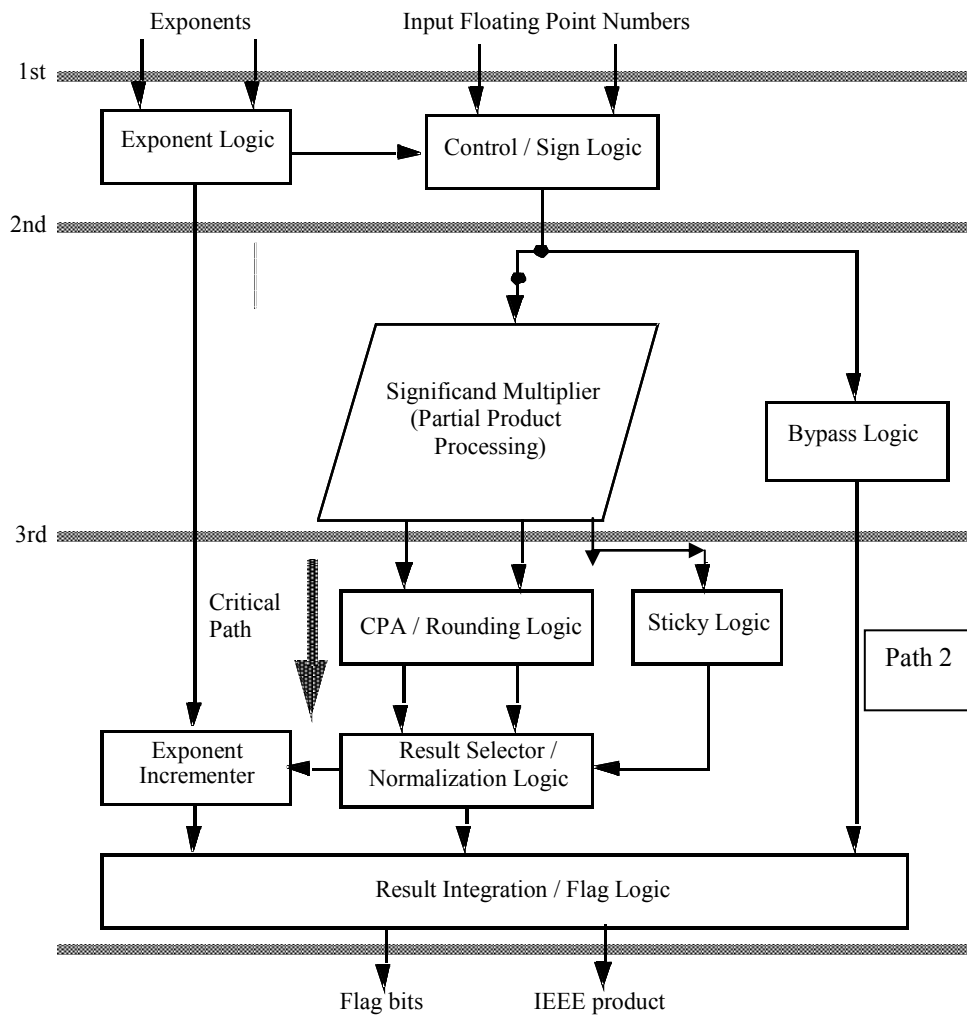 Exponents
Input Floating Point Numbers
1st
Exponent Logic
Control / Sign Logic
2nd
Significand Multiplier
(Partial Product
Processing)
Bypass Logic
3rd
Critical
Path
CPA / Rounding Logic
Sticky Logic
Path 2
Exponent
Incrementer
Result Selector /
Normalization Logic
Result Integration / Flag Logic
Flag bits
IEEE product